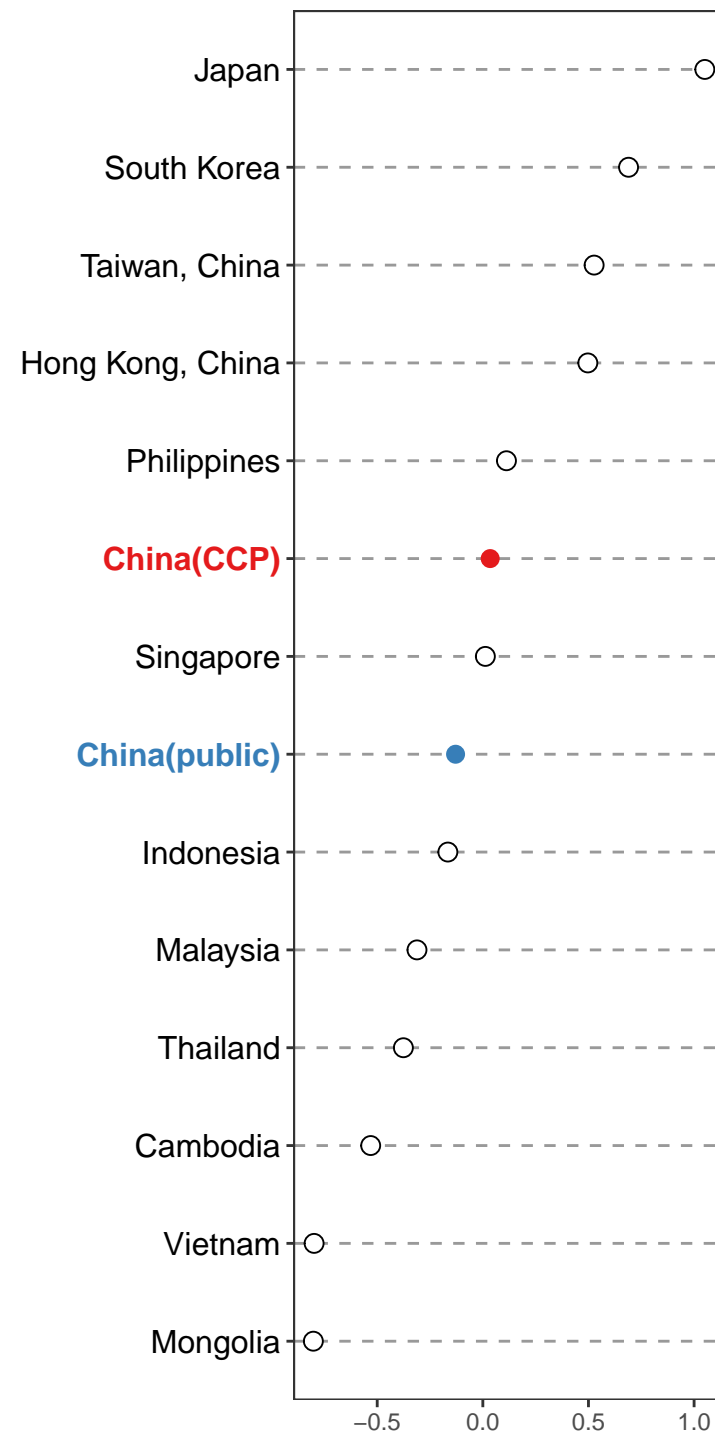 Japan
South Korea
Taiwan, China
Hong Kong, China
Philippines
China(CCP)
Singapore
China(public)
Indonesia
Malaysia
Thailand
Cambodia
Vietnam
Mongolia
−0.5 0.0 0.5 1.0